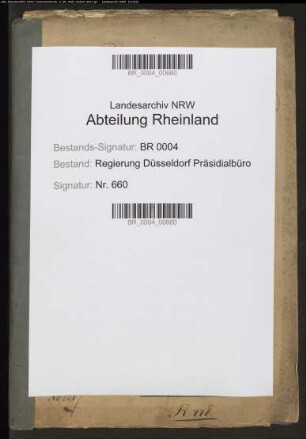 BR_0004_00660
Landesarchiv NRW
Abteilung Rheinland
Bestands-Signatur: BR 0004
Bestand: Regierung Düsseldorf Präsidialbüro
Signatur: Nr. 660
BR_0004_00660